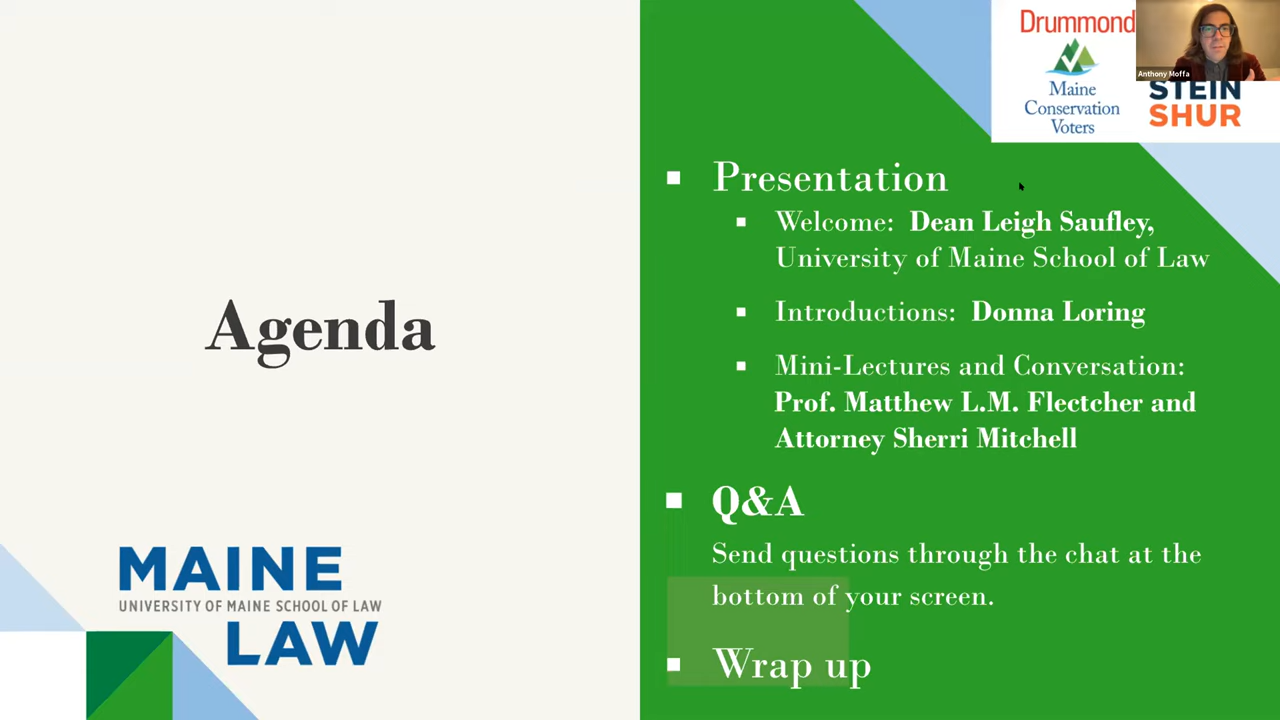 Agenda
MAINE
UNIVERSITY OF MAINE SCHOOL OF LAW
LAW
Drummond
Maine
Conservation
Voters
STEIN
SHUR
Anthony Moffa
Presentation
Welcome: Dean Leigh Saufley,
University of Maine School of Law
Introductions: Donna Loring
Mini-Lectures and Conversation:
Prof. Matthew L.M. Flectcher and
Attorney Sherri Mitchell
Q&A
Send questions through the chat at the
bottom of your screen.
Wrap up